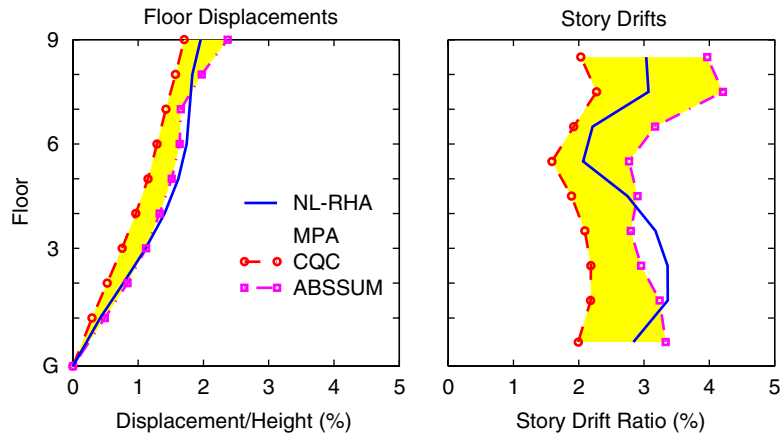 Floor Displacements
Story Drifts
9
6
3
G
Floor
NL-RHA
MPA
CQC
ABSSUM
0 1 2 3 4 5
0 1 2 3 4 5
Displacement/Height (%)
Story Drift Ratio (%)